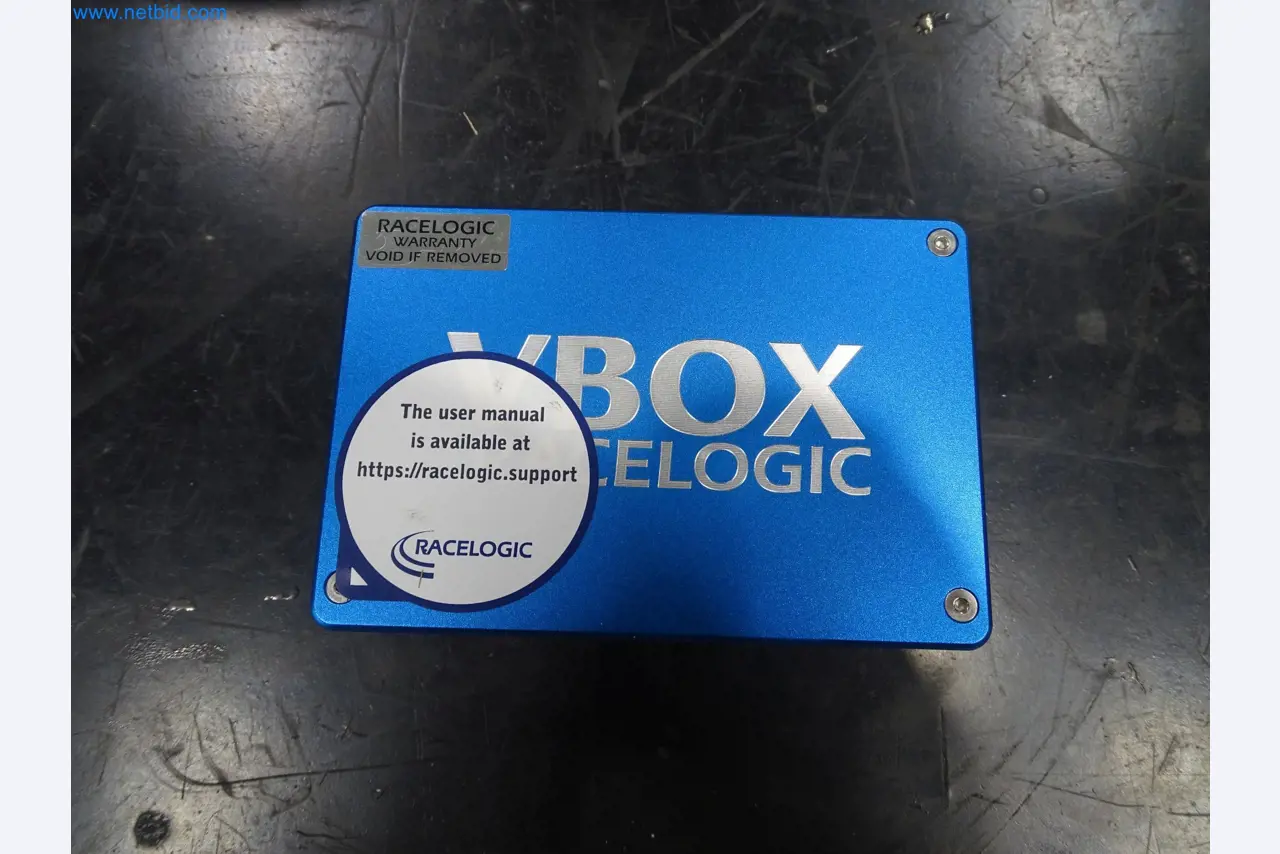 www.netbid.com
RACELOGIC
WARRANTY
VOID IF REMOVED
VBOX
CELOGIC
The user manual
is available at
https://racelogic.support
RACELOGIC